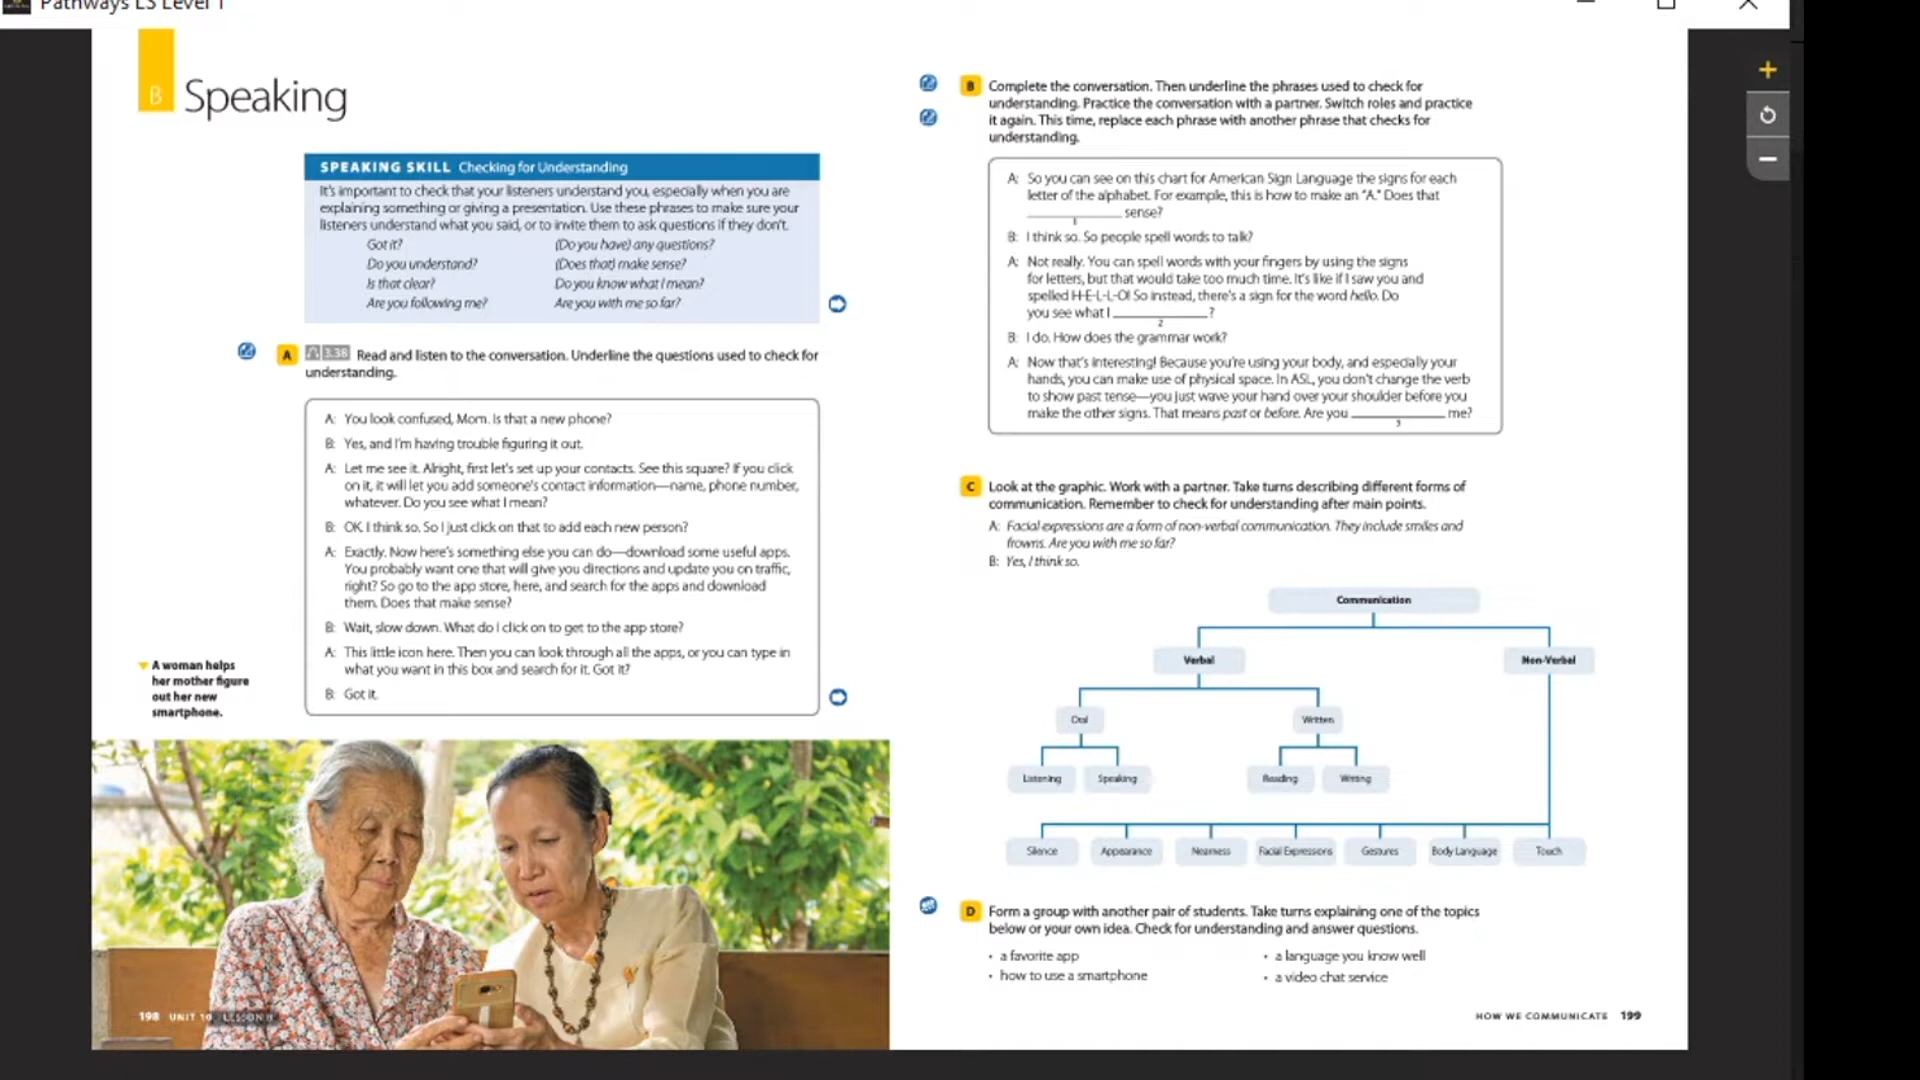 Pathways LS Level 1
B
Speaking
SPEAKING SKILL Checking for Understanding
It's important to check that your listeners understand you, especially when you are
explaining something or giving a presentation. Use these phrases to make sure your
listeners understand what you said, or to invite them to ask questions if they don't.
Got it? (Do you have) any questions?
Do you understand? (Does that) make sense?
Is that clear? Do you know what I mean?
Are you following me? Are you with me so far?
A 3.38 Read and listen to the conversation. Underline the questions used to check for
understanding.
A: You look confused, Mom. Is that a new phone?
B: Yes, and I'm having trouble figuring it out.
A: Let me see it. Alright, first let's set up your contacts. See this square? If you click
on it, it will let you add someone's contact information—name, phone number,
whatever. Do you see what I mean?
B: OK. I think so. So I just click on that to add each new person?
A: Exactly. Now here's something else you can do—download some useful apps.
You probably want one that will give you directions and update you on traffic,
right? So go to the app store, here, and search for the apps and download
them. Does that make sense?
B: Wait, slow down. What do I click on to get to the app store?
A: This little icon here. Then you can look through all the apps, or you can type in
what you want in this box and search for it. Got it?
B: Got it.
A woman helps
her mother figure
out her new
smartphone.
198 UNIT 10 LESSON B
B Complete the conversation. Then underline the phrases used to check for
understanding. Practice the conversation with a partner. Switch roles and practice
it again. This time, replace each phrase with another phrase that checks for
understanding.
A: So you can see on this chart for American Sign Language the signs for each
letter of the alphabet. For example, this is how to make an "A." Does that
____________ sense?
1
B: I think so. So people spell words to talk?
A: Not really. You can spell words with your fingers by using the signs
for letters, but that would take too much time. It's like if I saw you and
spelled H-E-L-L-O! So instead, there's a sign for the word hello. Do
you see what I ____________?
2
B: I do. How does the grammar work?
A: Now that's interesting! Because you're using your body, and especially your
hands, you can make use of physical space. In ASL, you don't change the verb
to show past tense—you just wave your hand over your shoulder before you
make the other signs. That means past or before. Are you ____________ me?
3
C Look at the graphic. Work with a partner. Take turns describing different forms of
communication. Remember to check for understanding after main points.
A: Facial expressions are a form of non-verbal communication. They include smiles and
frowns. Are you with me so far?
B: Yes, I think so.
Communication
Verbal Non-Verbal
Oral Written
Listening Speaking Reading Writing
Silence Appearance Nearness Facial Expressions Gestures Body Language Touch
D Form a group with another pair of students. Take turns explaining one of the topics
below or your own idea. Check for understanding and answer questions.
• a favorite app • a language you know well
• how to use a smartphone • a video chat service
HOW WE COMMUNICATE 199